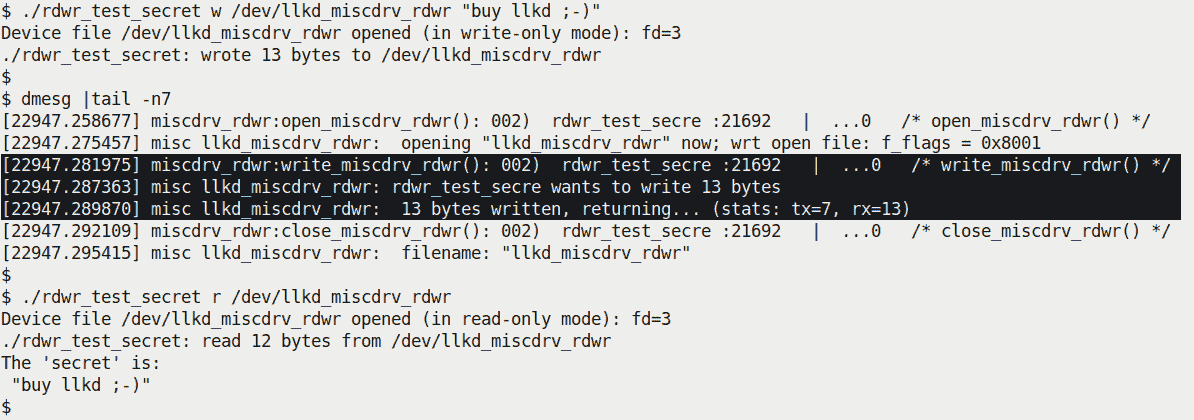 $ ./rdwr_test_secret w /dev/llkd_miscdrv_rdwr "buy llkd ;-)"
Device file /dev/llkd_miscdrv_rdwr opened (in write-only mode): fd=3
./rdwr_test_secret: wrote 13 bytes to /dev/llkd_miscdrv_rdwr
$
$ dmesg |tail -n7
[22947.258677] miscdrv_rdwr:open_miscdrv_rdwr(): 002)  rdwr_test_secre :21692   |  ...0   /* open_miscdrv_rdwr() */
[22947.275457] misc llkd_miscdrv_rdwr:  opening "llkd_miscdrv_rdwr" now; wrt open file: f_flags = 0x8001
[22947.281975] miscdrv_rdwr:write_miscdrv_rdwr(): 002)  rdwr_test_secre :21692   |  ...0   /* write_miscdrv_rdwr() */
[22947.287363] misc llkd_miscdrv_rdwr: rdwr_test_secre wants to write 13 bytes
[22947.289870] misc llkd_miscdrv_rdwr:  13 bytes written, returning... (stats: tx=7, rx=13)
[22947.292109] miscdrv_rdwr:close_miscdrv_rdwr(): 002)  rdwr_test_secre :21692   |  ...0   /* close_miscdrv_rdwr() */
[22947.295415] misc llkd_miscdrv_rdwr:  filename: "llkd_miscdrv_rdwr"
$
$ ./rdwr_test_secret r /dev/llkd_miscdrv_rdwr
Device file /dev/llkd_miscdrv_rdwr opened (in read-only mode): fd=3
./rdwr_test_secret: read 12 bytes from /dev/llkd_miscdrv_rdwr
The 'secret' is:
 "buy llkd ;-)"
$